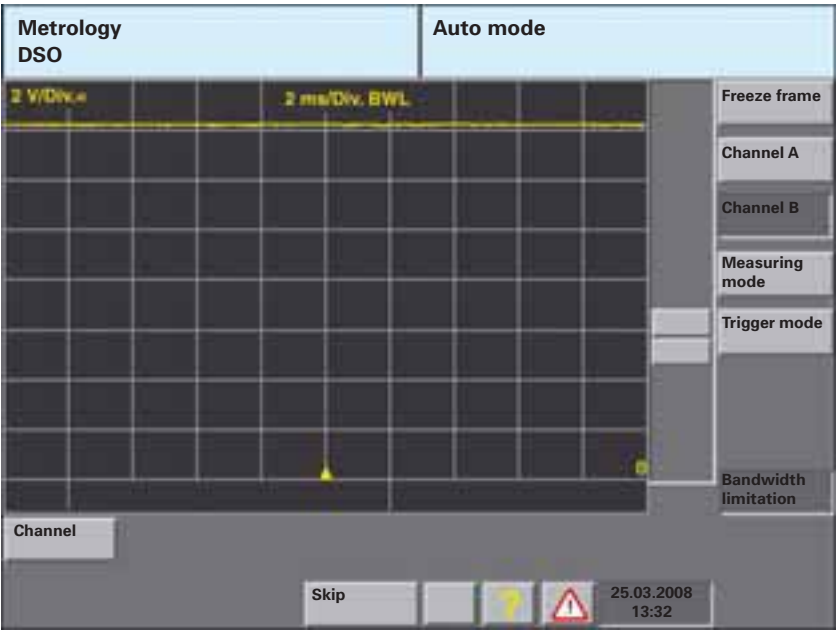 Metrology
DSO
Auto mode
2 V/Div.=
2 ms/Div. BWL
Freeze frame
Channel A
Channel B
Measuring
mode
Trigger mode
0
Bandwidth
limitation
Channel
Skip
?
!
25.03.2008
13:32